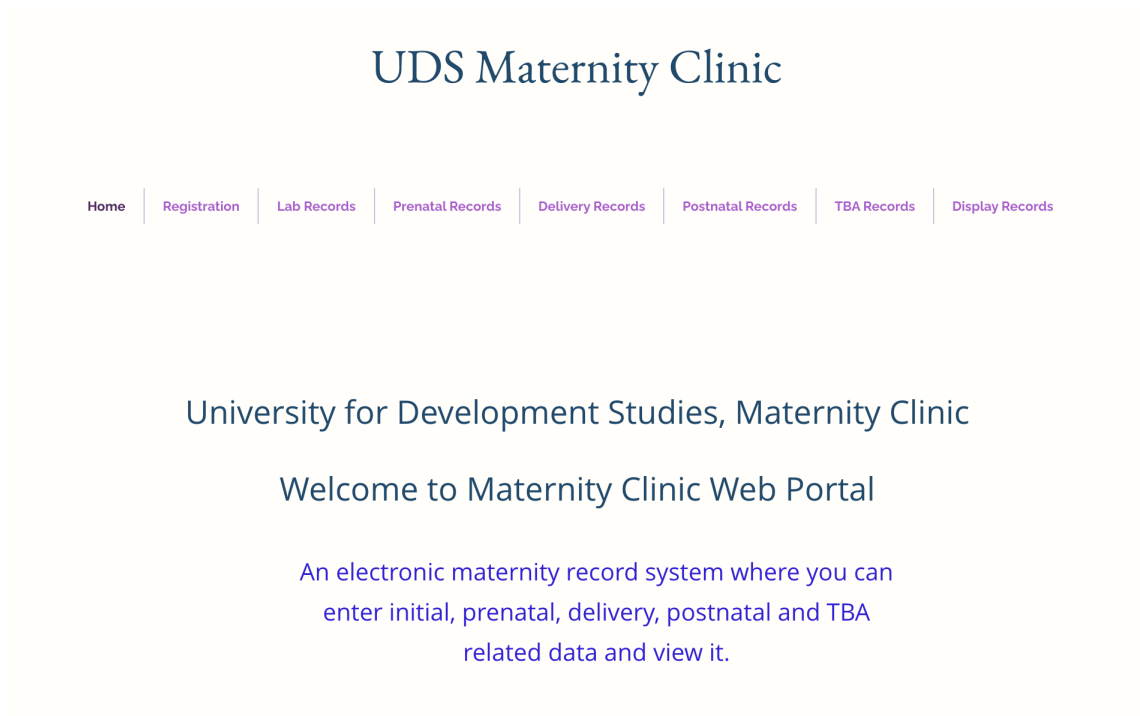 UDS Maternity Clinic
Home Registration Lab Records Prenatal Records Delivery Records Postnatal Records TBA Records Display Records
University for Development Studies, Maternity Clinic
Welcome to Maternity Clinic Web Portal
An electronic maternity record system where you can
enter initial, prenatal, delivery, postnatal and TBA
related data and view it.